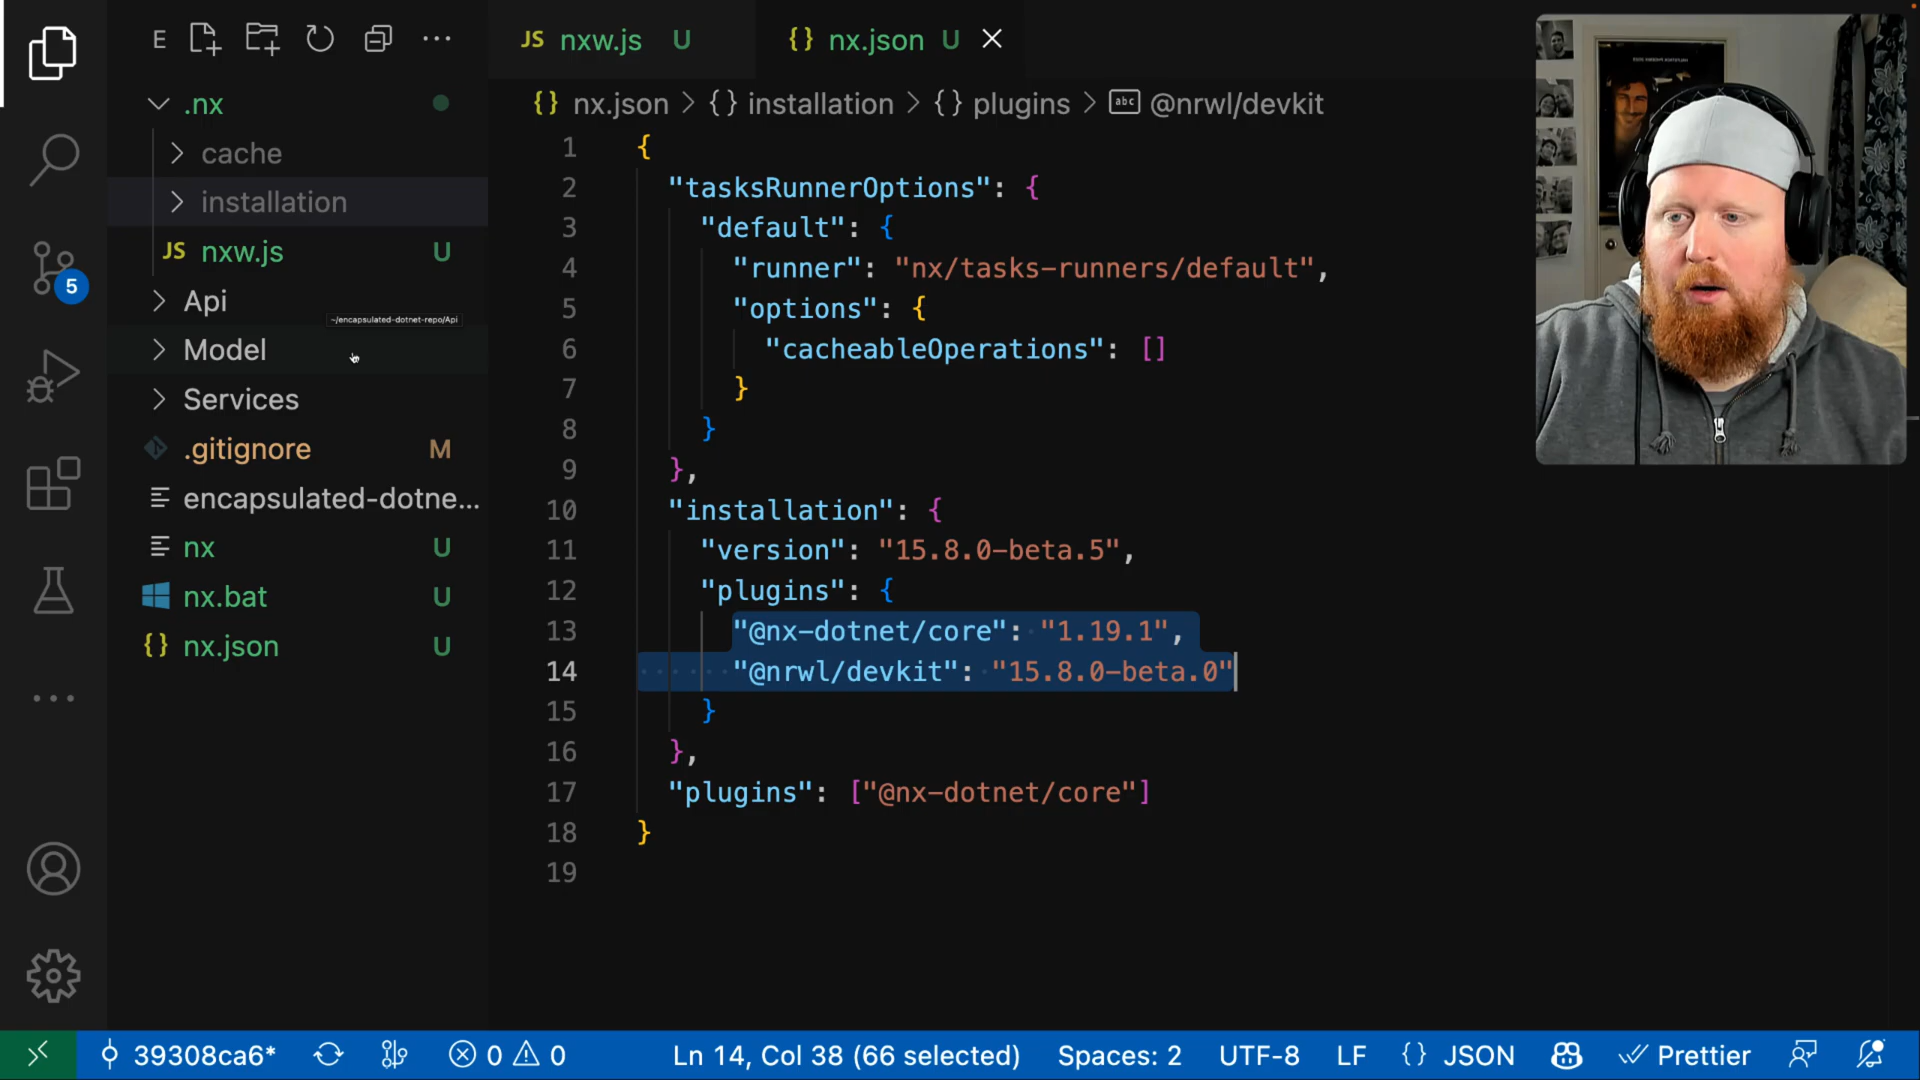 E
JS nxw.js U
{} nx.json U
.nx
cache
installation
JS nxw.js U
Api
~/encapsulated-dotnet-repo/Api
Model
Services
.gitignore M
encapsulated-dotne...
nx U
nx.bat U
{} nx.json U
5
{} nx.json > {} installation > {} plugins > abc @nrwl/devkit
1 {
2 "tasksRunnerOptions": {
3 "default": {
4 "runner": "nx/tasks-runners/default",
5 "options": {
6 "cacheableOperations": []
7 }
8 }
9 },
10 "installation": {
11 "version": "15.8.0-beta.5",
12 "plugins": {
13 "@nx-dotnet/core": "1.19.1",
14 "@nrwl/devkit": "15.8.0-beta.0"
15 }
16 },
17 "plugins": ["@nx-dotnet/core"]
18 }
19
39308ca6* 0 0 Ln 14, Col 38 (66 selected) Spaces: 2 UTF-8 LF {} JSON Prettier